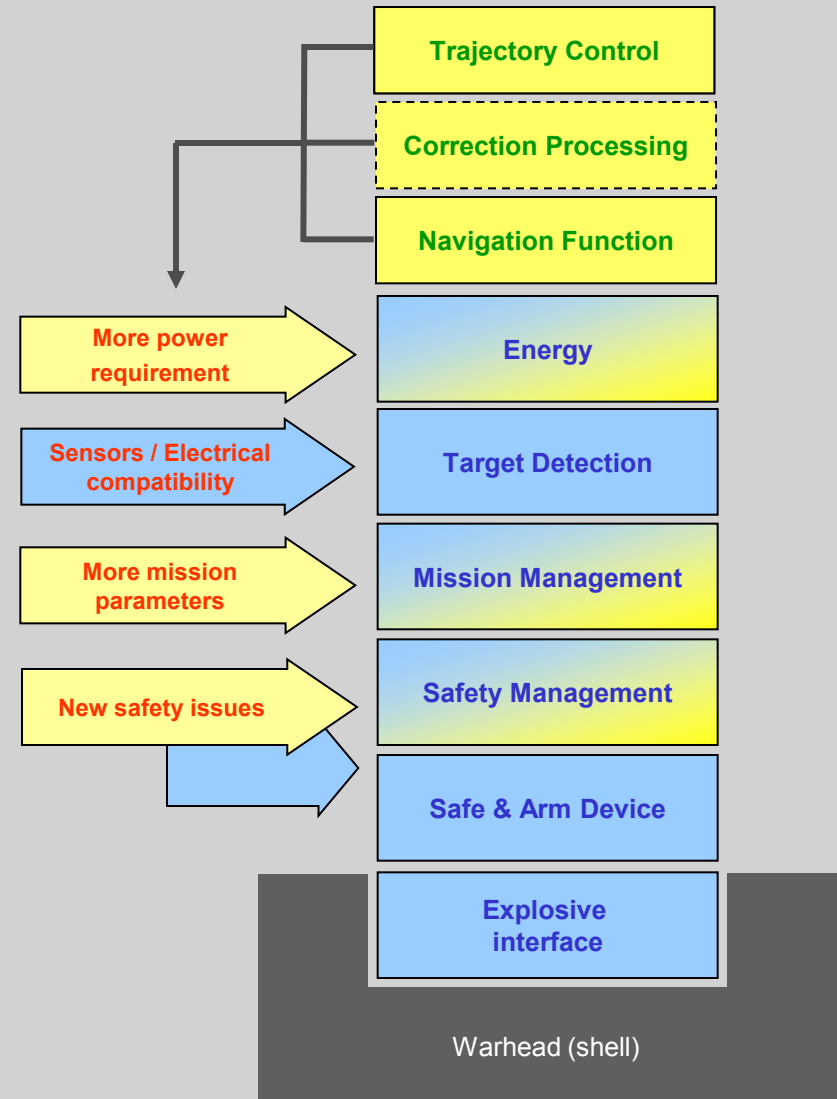 Trajectory Control
Correction Processing
Navigation Function
More power
requirement
Energy
Sensors / Electrical
compatibility
Target Detection
More mission
parameters
Mission Management
New safety issues
Safety Management
Safe & Arm Device
Explosive
interface
Warhead (shell)